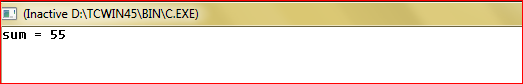 (Inactive D:\TCWIN45\BIN\C.EXE)
sum = 55